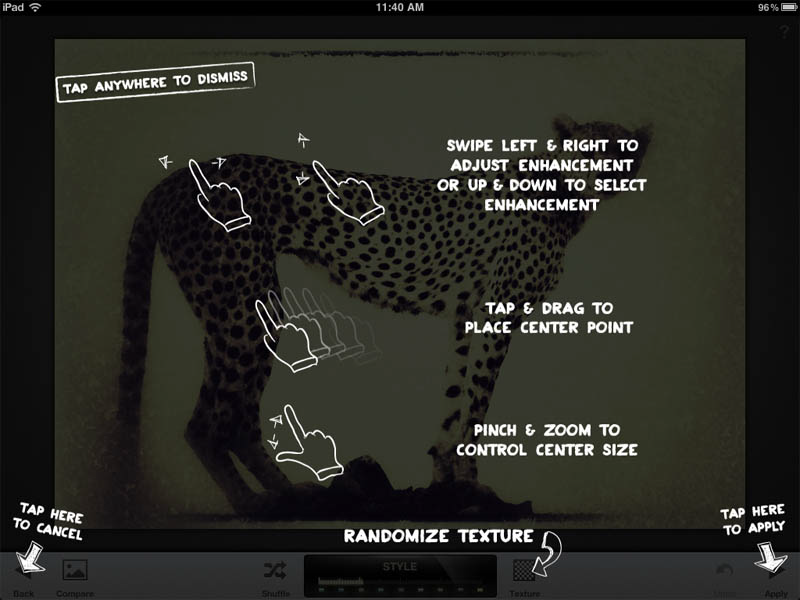 iPad
11:40 AM
96%
?
TAP ANYWHERE TO DISMISS
SWIPE LEFT & RIGHT TO
ADJUST ENHANCEMENT
OR UP & DOWN TO SELECT
ENHANCEMENT
TAP & DRAG TO
PLACE CENTER POINT
PINCH & ZOOM TO
CONTROL CENTER SIZE
TAP HERE
TO CANCEL
RANDOMIZE TEXTURE
TAP HERE
TO APPLY
STYLE
Back
Compare
Shuffle
Texture
Undo
Apply